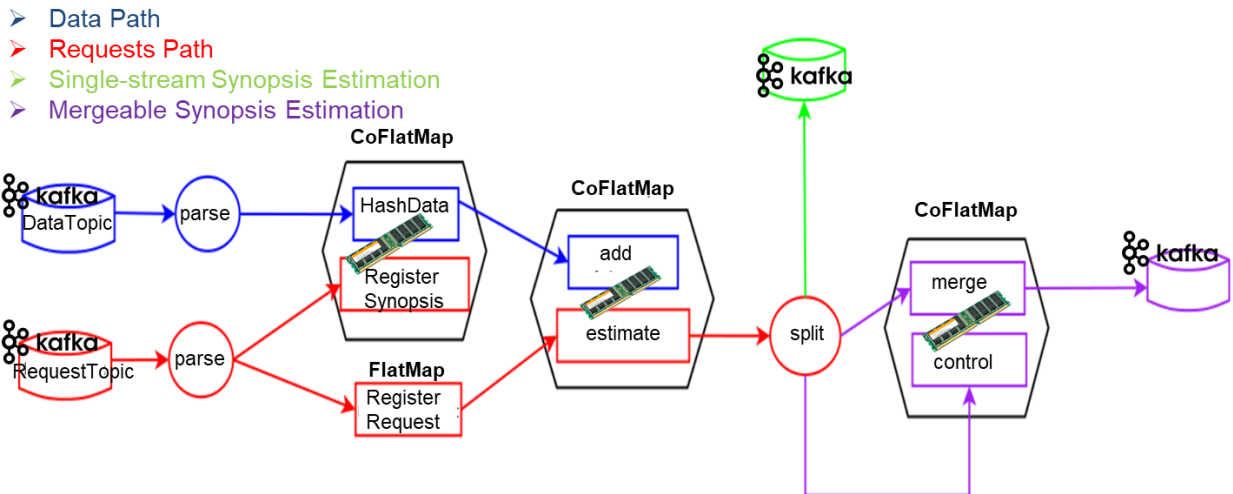 Data Path
Requests Path
Single-stream Synopsis Estimation
Mergeable Synopsis Estimation
kafka
CoFlatMap
CoFlatMap
CoFlatMap
kafka
DataTopic
parse
HashData
Register
Synopsis
add
merge
kafka
kafka
RequestTopic
parse
FlatMap
Register
Request
estimate
split
control